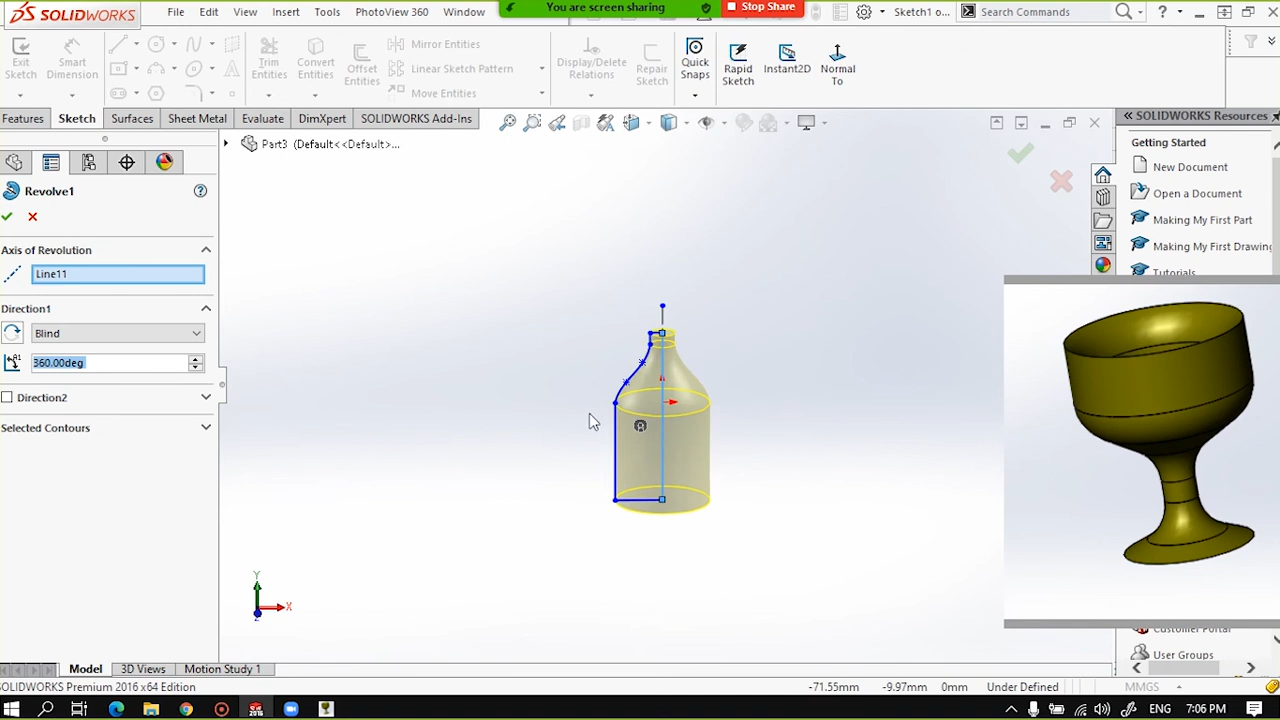 SOLIDWORKS
File
Edit
View
Insert
Tools
PhotoView 360
Window
You are screen sharing
Stop Share
Sketch1 o...
Search Commands
Exit Sketch
Smart Dimension
Trim Entities
Convert Entities
Offset Entities
Mirror Entities
Linear Sketch Pattern
Move Entities
Display/Delete Relations
Repair Sketch
Quick Snaps
Rapid Sketch
Instant2D
Normal To
Features
Sketch
Surfaces
Sheet Metal
Evaluate
DimXpert
SOLIDWORKS Add-Ins
Part3 (Default<<Default>...
SOLIDWORKS Resources
Getting Started
New Document
Open a Document
Making My First Part
Making My First Drawing
Tutorials
Revolve1
Axis of Revolution
Line11
Direction1
Blind
360.00deg
Direction2
Selected Contours
Y
X
Z
Customer Portal
User Groups
Model
3D Views
Motion Study 1
SOLIDWORKS Premium 2016 x64 Edition
-71.55mm
-9.97mm
0mm
Under Defined
MMGS
ENG
7:06 PM